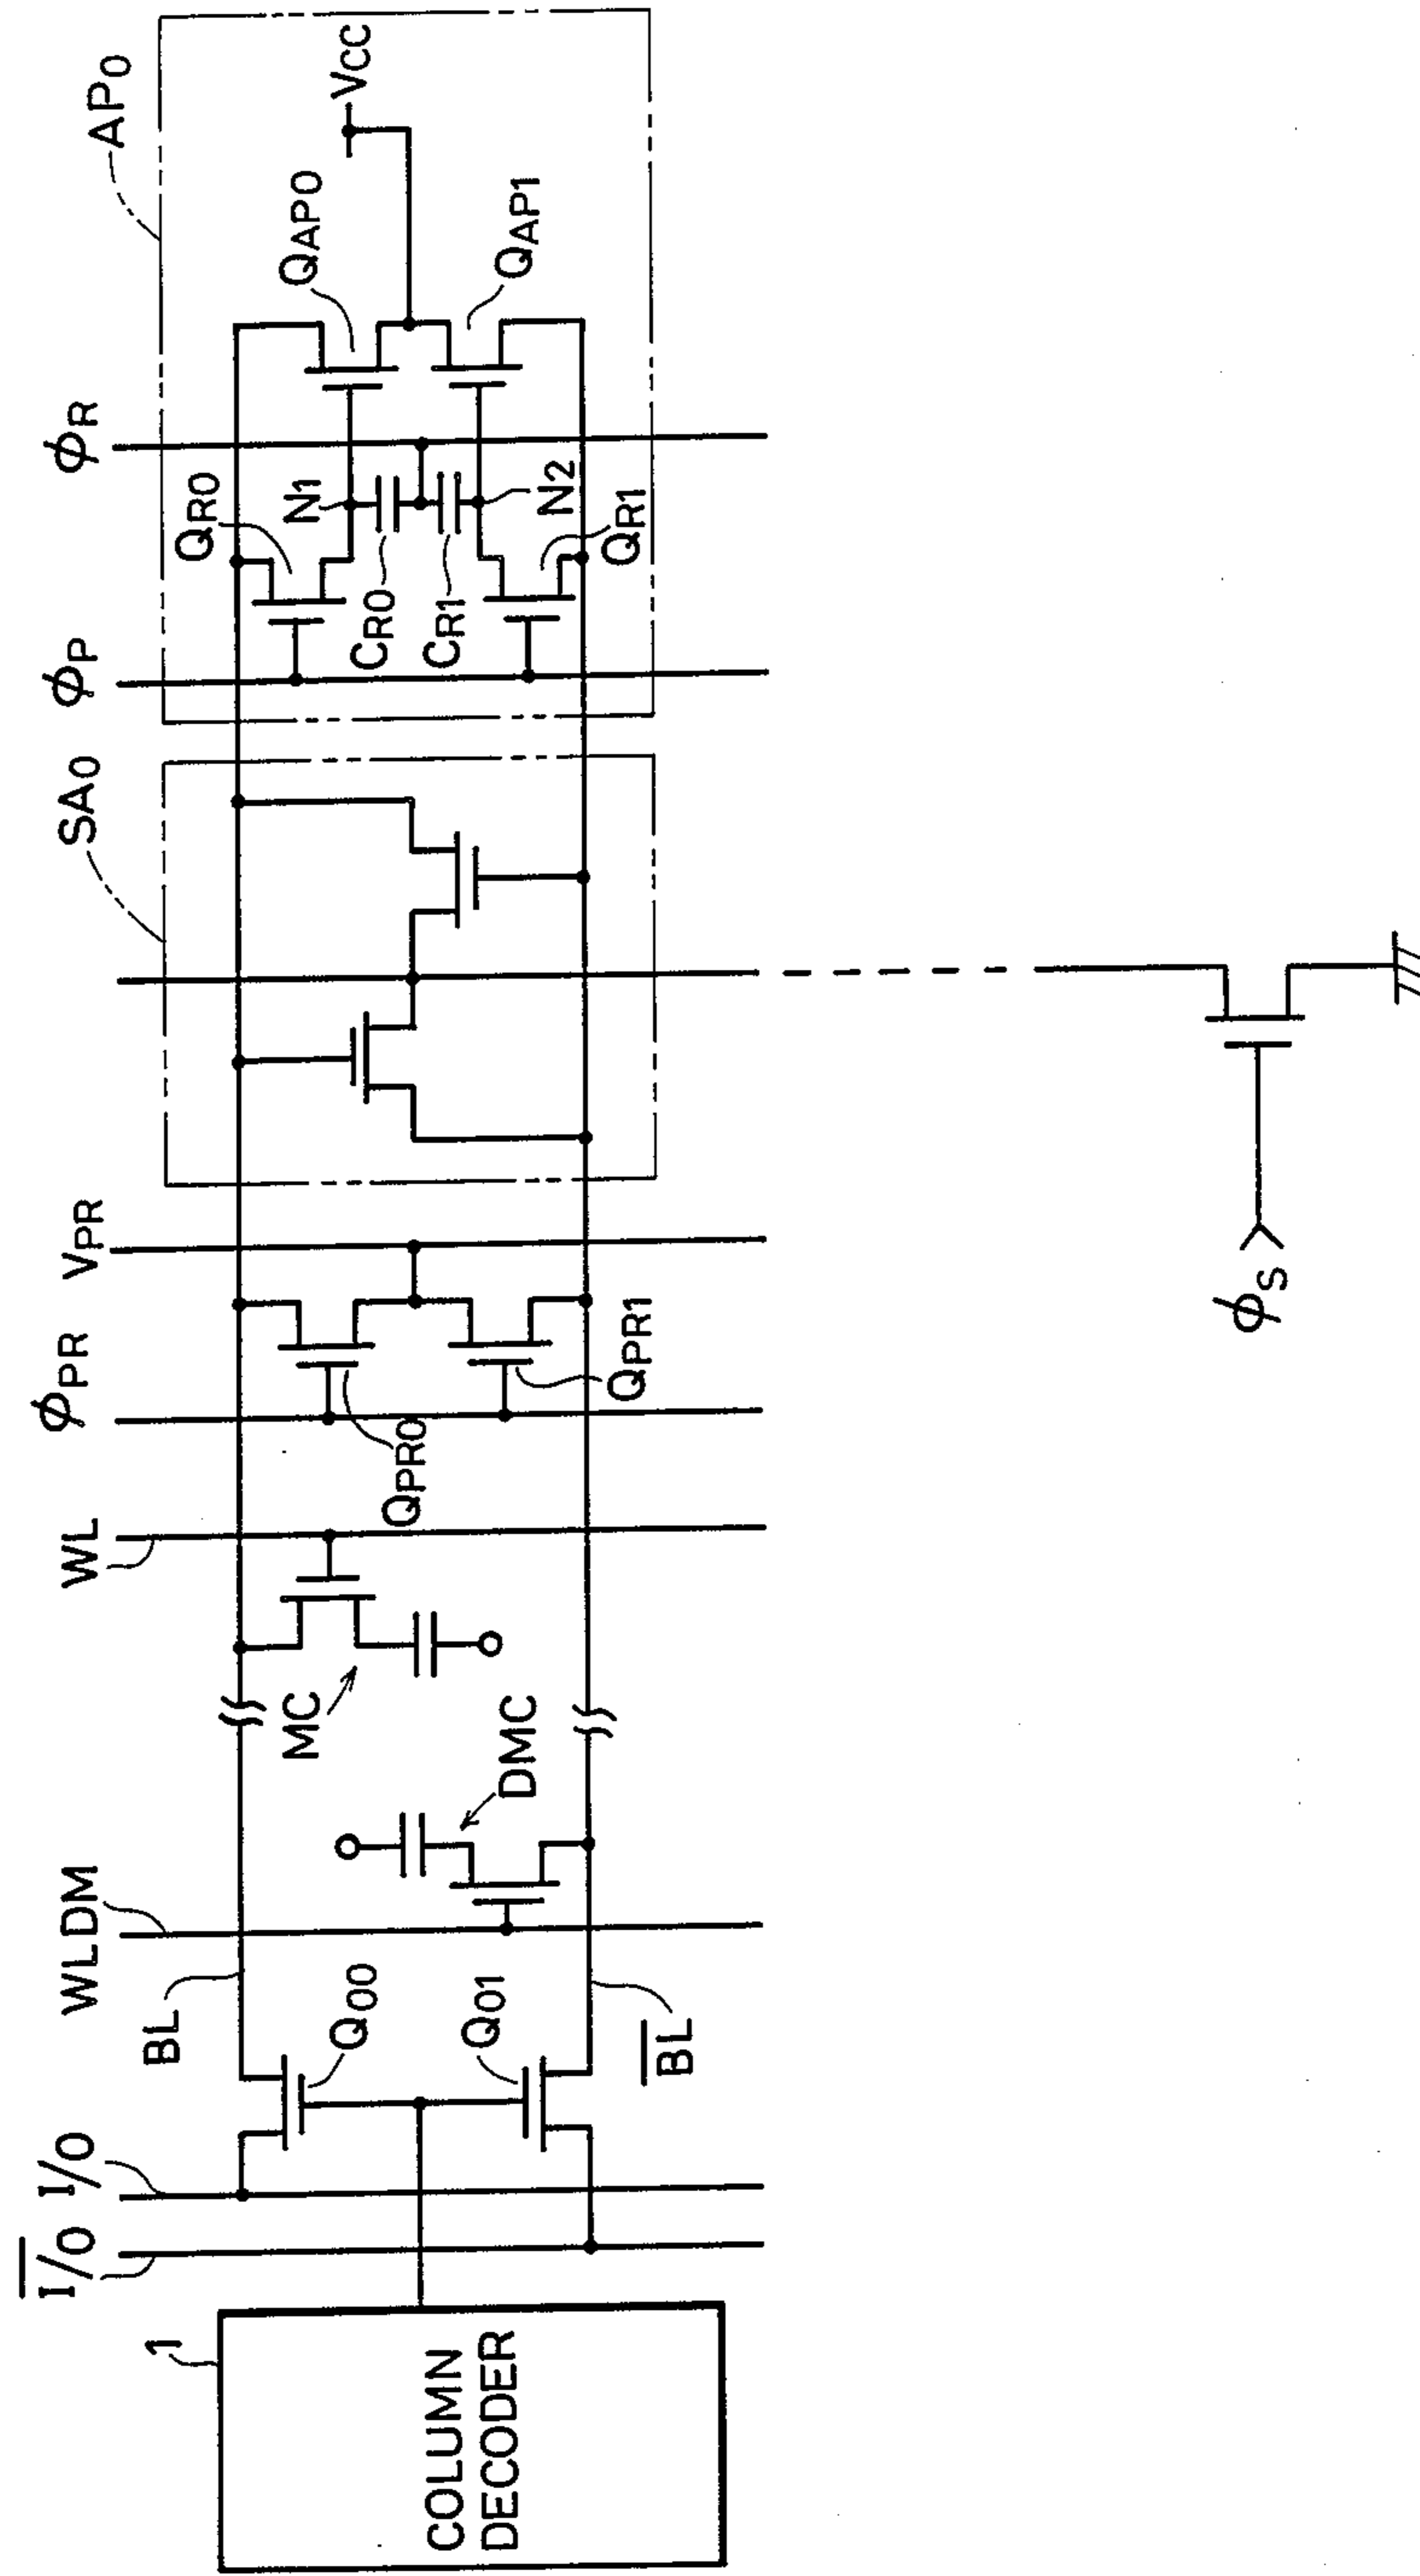 1
COLUMN
DECODER
I̅/̅O̅
I/O
BL
B̅L̅
Q00
Q01
WLDM
DMC
MC
WL
QPR0
QPR1
ϕPR
VPR
SA0
ϕS
ϕP
QR0
QR1
CR0
CR1
N1
N2
ϕR
QAP0
QAP1
AP0
VCC